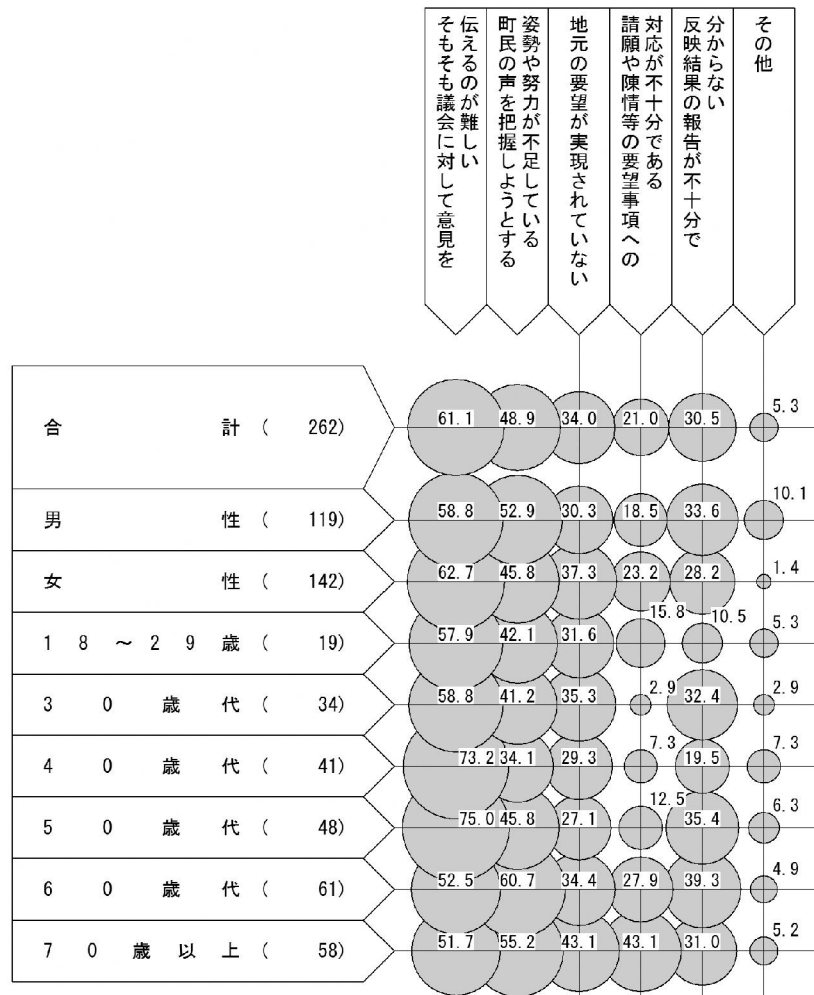 そもそも議会に対して意見を
伝えるのが難しい
町民の声を把握しようとする
姿勢や努力が不足している
地元の要望が実現されていない
請願や陳情等の要望事項への
対応が不十分である
反映結果の報告が不十分で
分からない
その他
合計(262) 61.1 48.9 34.0 21.0 30.5 5.3
男性(119) 58.8 52.9 30.3 18.5 33.6 10.1
女性(142) 62.7 45.8 37.3 23.2 28.2 1.4
18～29歳(19) 57.9 42.1 31.6 15.8 10.5 5.3
30歳代(34) 58.8 41.2 35.3 2.9 32.4 2.9
40歳代(41) 73.2 34.1 29.3 7.3 19.5 7.3
50歳代(48) 75.0 45.8 27.1 12.5 35.4 6.3
60歳代(61) 52.5 60.7 34.4 27.9 39.3 4.9
70歳以上(58) 51.7 55.2 43.1 43.1 31.0 5.2